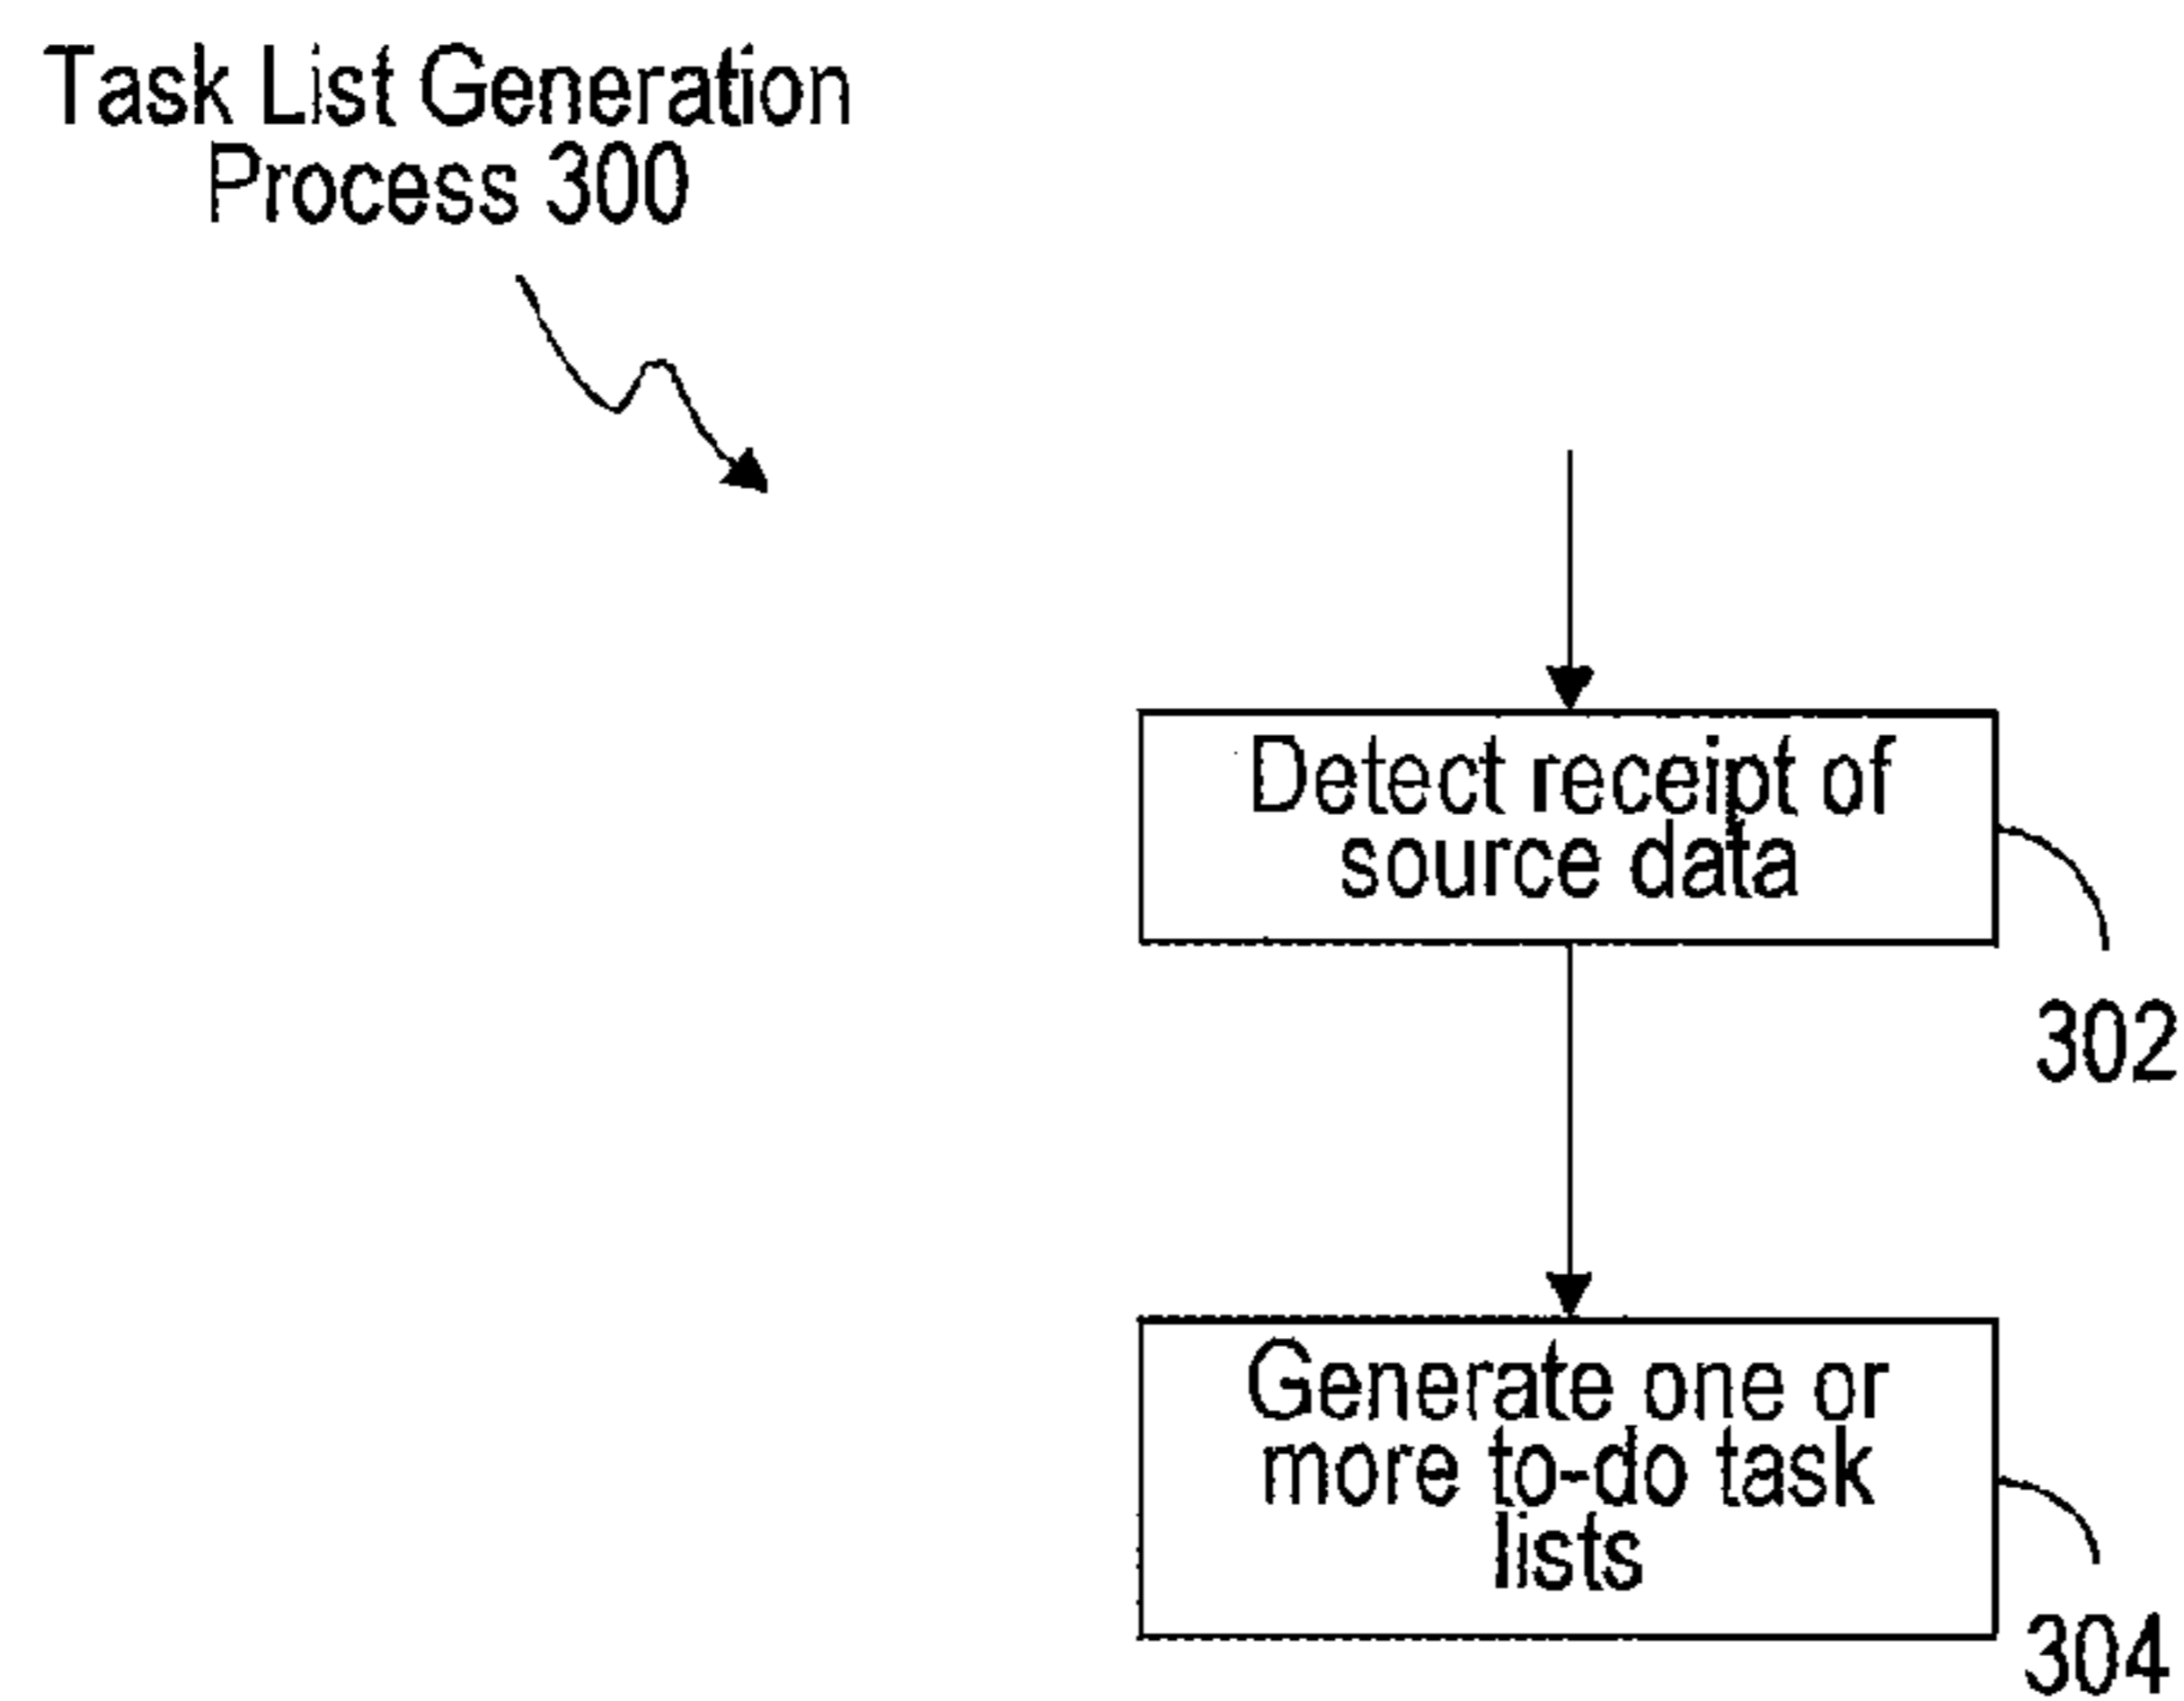 Task List Generation
Process 300
Detect receipt of
source data
302
Generate one or
more to-do task
lists
304